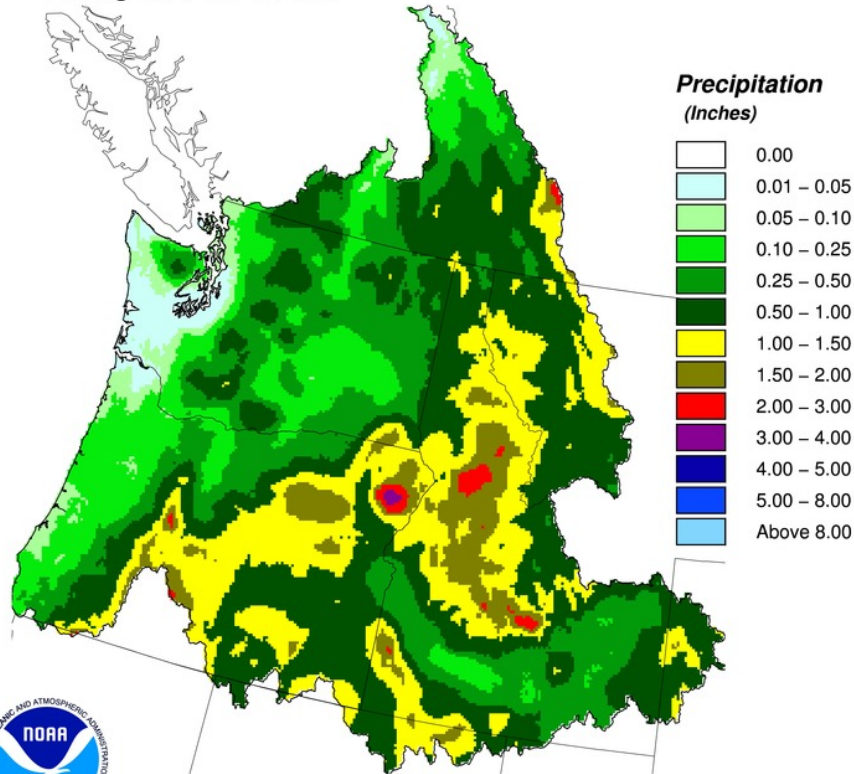 Precipitation
(Inches)
0.00
0.01 – 0.05
0.05 – 0.10
0.10 – 0.25
0.25 – 0.50
0.50 – 1.00
1.00 – 1.50
1.50 – 2.00
2.00 – 3.00
3.00 – 4.00
4.00 – 5.00
5.00 – 8.00
Above 8.00
AND ATMOSPHERIC
NOAA